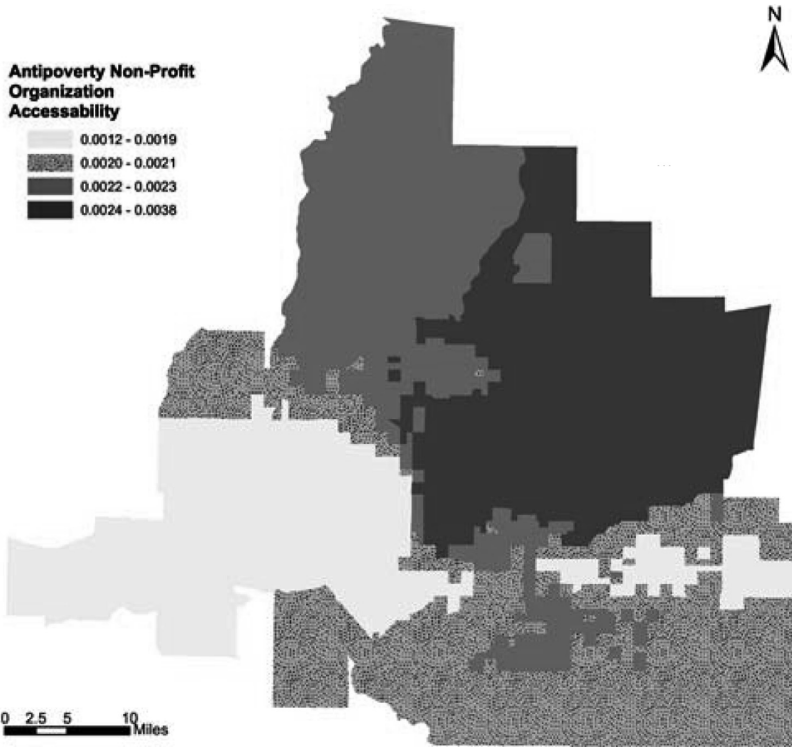 N
Antipoverty Non-Profit
Organization
Accessability
0.0012 - 0.0019
0.0020 - 0.0021
0.0022 - 0.0023
0.0024 - 0.0038
0 2.5 5 10
Miles